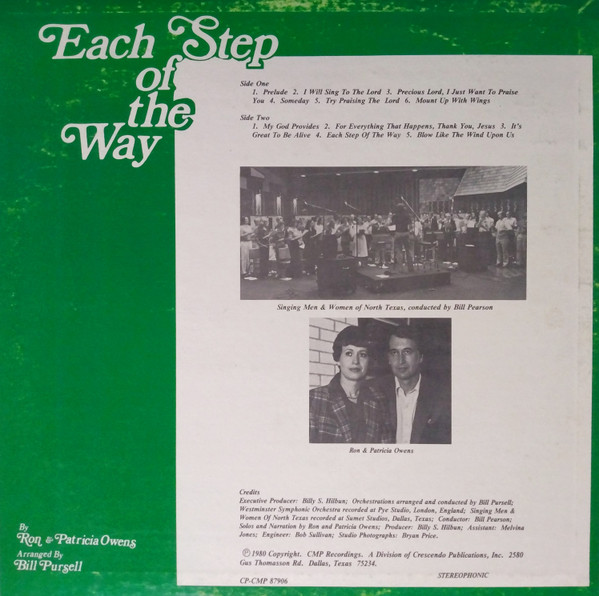 Each Step
of
the
Way
Side One
1. Prelude 2. I Will Sing To The Lord 3. Precious Lord, I Just Want To Praise
You 4. Someday 5. Try Praising The Lord 6. Mount Up With Wings
Side Two
1. My God Provides 2. For Everything That Happens, Thank You, Jesus 3. It's
Great To Be Alive 4. Each Step Of The Way 5. Blow Like The Wind Upon Us
Singing Men & Women of North Texas, conducted by Bill Pearson
Ron & Patricia Owens
Credits
Executive Producer: Billy S. Hilbun; Orchestrations arranged and conducted by Bill Pursell;
Westminster Symphonic Orchestra recorded at Pye Studio, London, England; Singing Men &
Women Of North Texas recorded at Sumet Studios, Dallas, Texas; Conductor: Bill Pearson;
Solos and Narration by Ron and Patricia Owens; Producer: Billy S. Hilbun; Assistant: Melvina
Jones; Engineer: Bob Sullivan; Studio Photographs: Bryan Price.
Ⓟ 1980 Copyright. CMP Recordings. A Division of Crescendo Publications, Inc. 2580
Gus Thomasson Rd. Dallas, Texas 75234.
STEREOPHONIC
CP-CMP 87906
By
Ron & Patricia Owens
Arranged By
Bill Pursell